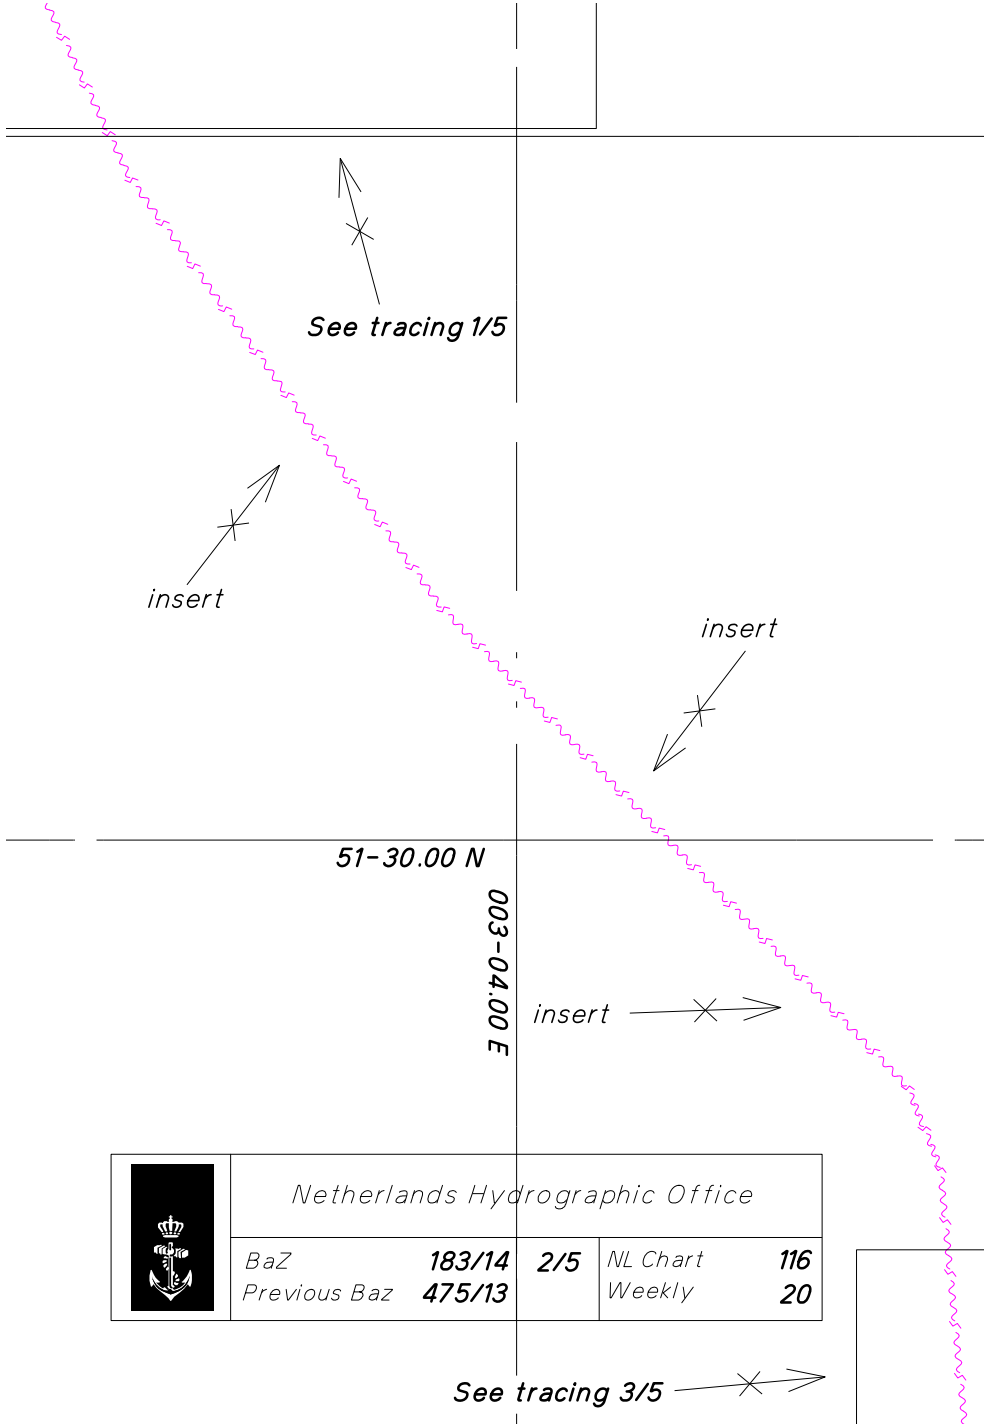 See tracing 1/5
insert
insert
51-30.00 N
003-04.00 E
insert
Netherlands Hydrographic Office
BaZ 183/14 2/5 NL Chart 116
Previous Baz 475/13 Weekly 20
See tracing 3/5